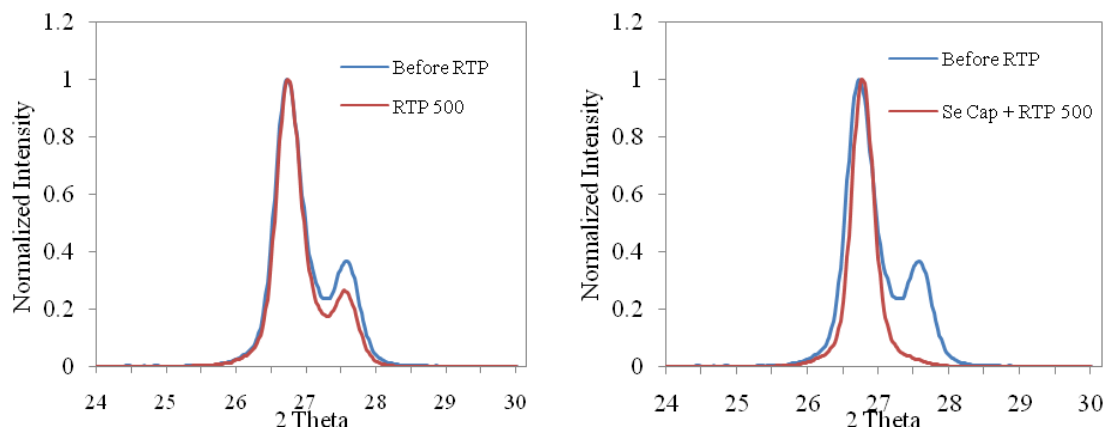 1.2
1
0.8
0.6
0.4
0.2
0
Normalized Intensity
Before RTP
RTP 500
24 25 26 27 28 29 30
2 Theta
1.2
1
0.8
0.6
0.4
0.2
0
Normalized Intensity
Before RTP
Se Cap + RTP 500
24 25 26 27 28 29 30
2 Theta